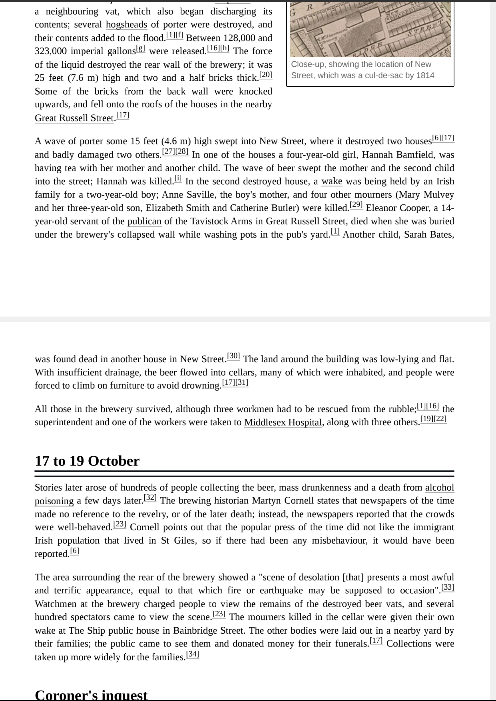 a neighbouring vat, which also began discharging its
contents; several hogsheads of porter were destroyed, and
their contents added to the flood.[1][f] Between 128,000 and
323,000 imperial gallons[g] were released.[16][h] The force
of the liquid destroyed the rear wall of the brewery; it was
25 feet (7.6 m) high and two and a half bricks thick.[20]
Some of the bricks from the back wall were knocked
upwards, and fell onto the roofs of the houses in the nearby
Great Russell Street.[17]
Close-up, showing the location of New
Street, which was a cul-de-sac by 1814
A wave of porter some 15 feet (4.6 m) high swept into New Street, where it destroyed two houses[6][17]
and badly damaged two others.[27][28] In one of the houses a four-year-old girl, Hannah Bamfield, was
having tea with her mother and another child. The wave of beer swept the mother and the second child
into the street; Hannah was killed.[i] In the second destroyed house, a wake was being held by an Irish
family for a two-year-old boy; Anne Saville, the boy's mother, and four other mourners (Mary Mulvey
and her three-year-old son, Elizabeth Smith and Catherine Butler) were killed.[29] Eleanor Cooper, a 14-
year-old servant of the publican of the Tavistock Arms in Great Russell Street, died when she was buried
under the brewery's collapsed wall while washing pots in the pub's yard.[j] Another child, Sarah Bates,
was found dead in another house in New Street.[30] The land around the building was low-lying and flat.
With insufficient drainage, the beer flowed into cellars, many of which were inhabited, and people were
forced to climb on furniture to avoid drowning.[17][31]
All those in the brewery survived, although three workmen had to be rescued from the rubble;[1][16] the
superintendent and one of the workers were taken to Middlesex Hospital, along with three others.[19][22]
17 to 19 October
Stories later arose of hundreds of people collecting the beer, mass drunkenness and a death from alcohol
poisoning a few days later.[32] The brewing historian Martyn Cornell states that newspapers of the time
made no reference to the revelry, or of the later death; instead, the newspapers reported that the crowds
were well-behaved.[23] Cornell points out that the popular press of the time did not like the immigrant
Irish population that lived in St Giles, so if there had been any misbehaviour, it would have been
reported.[6]
The area surrounding the rear of the brewery showed a "scene of desolation [that] presents a most awful
and terrific appearance, equal to that which fire or earthquake may be supposed to occasion".[33]
Watchmen at the brewery charged people to view the remains of the destroyed beer vats, and several
hundred spectators came to view the scene.[23] The mourners killed in the cellar were given their own
wake at The Ship public house in Bainbridge Street. The other bodies were laid out in a nearby yard by
their families; the public came to see them and donated money for their funerals.[17] Collections were
taken up more widely for the families.[34]
Coroner's inquest